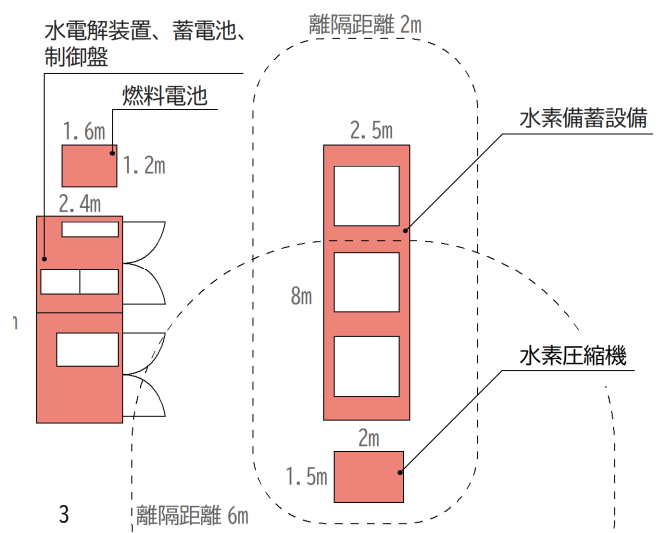 水電解装置、蓄電池、
制御盤
離隔距離 2m
燃料電池
1.6m
1.2m
2.4m
2.5m
水素備蓄設備
8m
水素圧縮機
2m
1.5m
離隔距離 6m
3